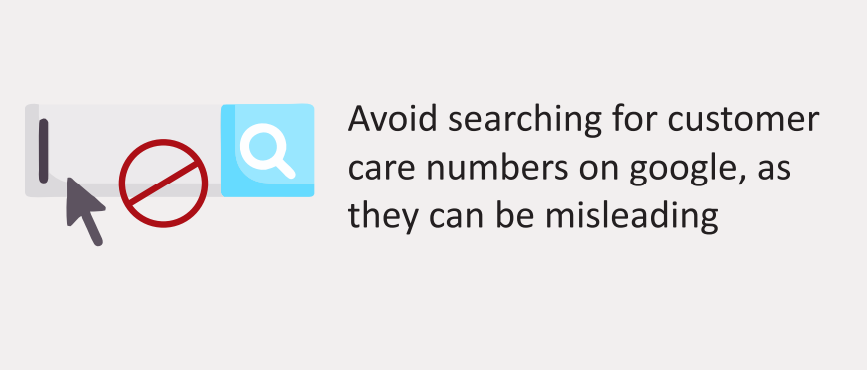 Avoid searching for customer
care numbers on google, as
they can be misleading